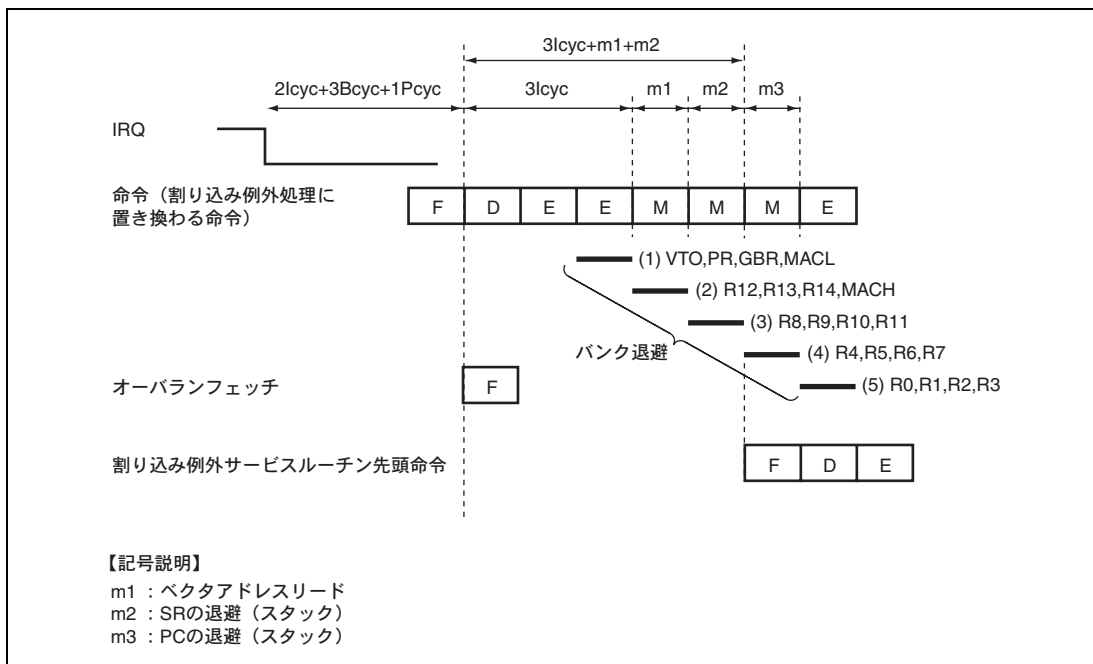 3Icyc+m1+m2
2Icyc+3Bcyc+1Pcyc
3Icyc
m1
m2
m3
IRQ
命令（割り込み例外処理に
置き換わる命令）
F
D
E
E
M
M
M
E
(1) VTO,PR,GBR,MACL
(2) R12,R13,R14,MACH
(3) R8,R9,R10,R11
バンク退避
(4) R4,R5,R6,R7
オーバランフェッチ
F
(5) R0,R1,R2,R3
割り込み例外サービスルーチン先頭命令
F
D
E
【記号説明】
m1 ：ベクタアドレスリード
m2 ：SRの退避（スタック）
m3 ：PCの退避（スタック）